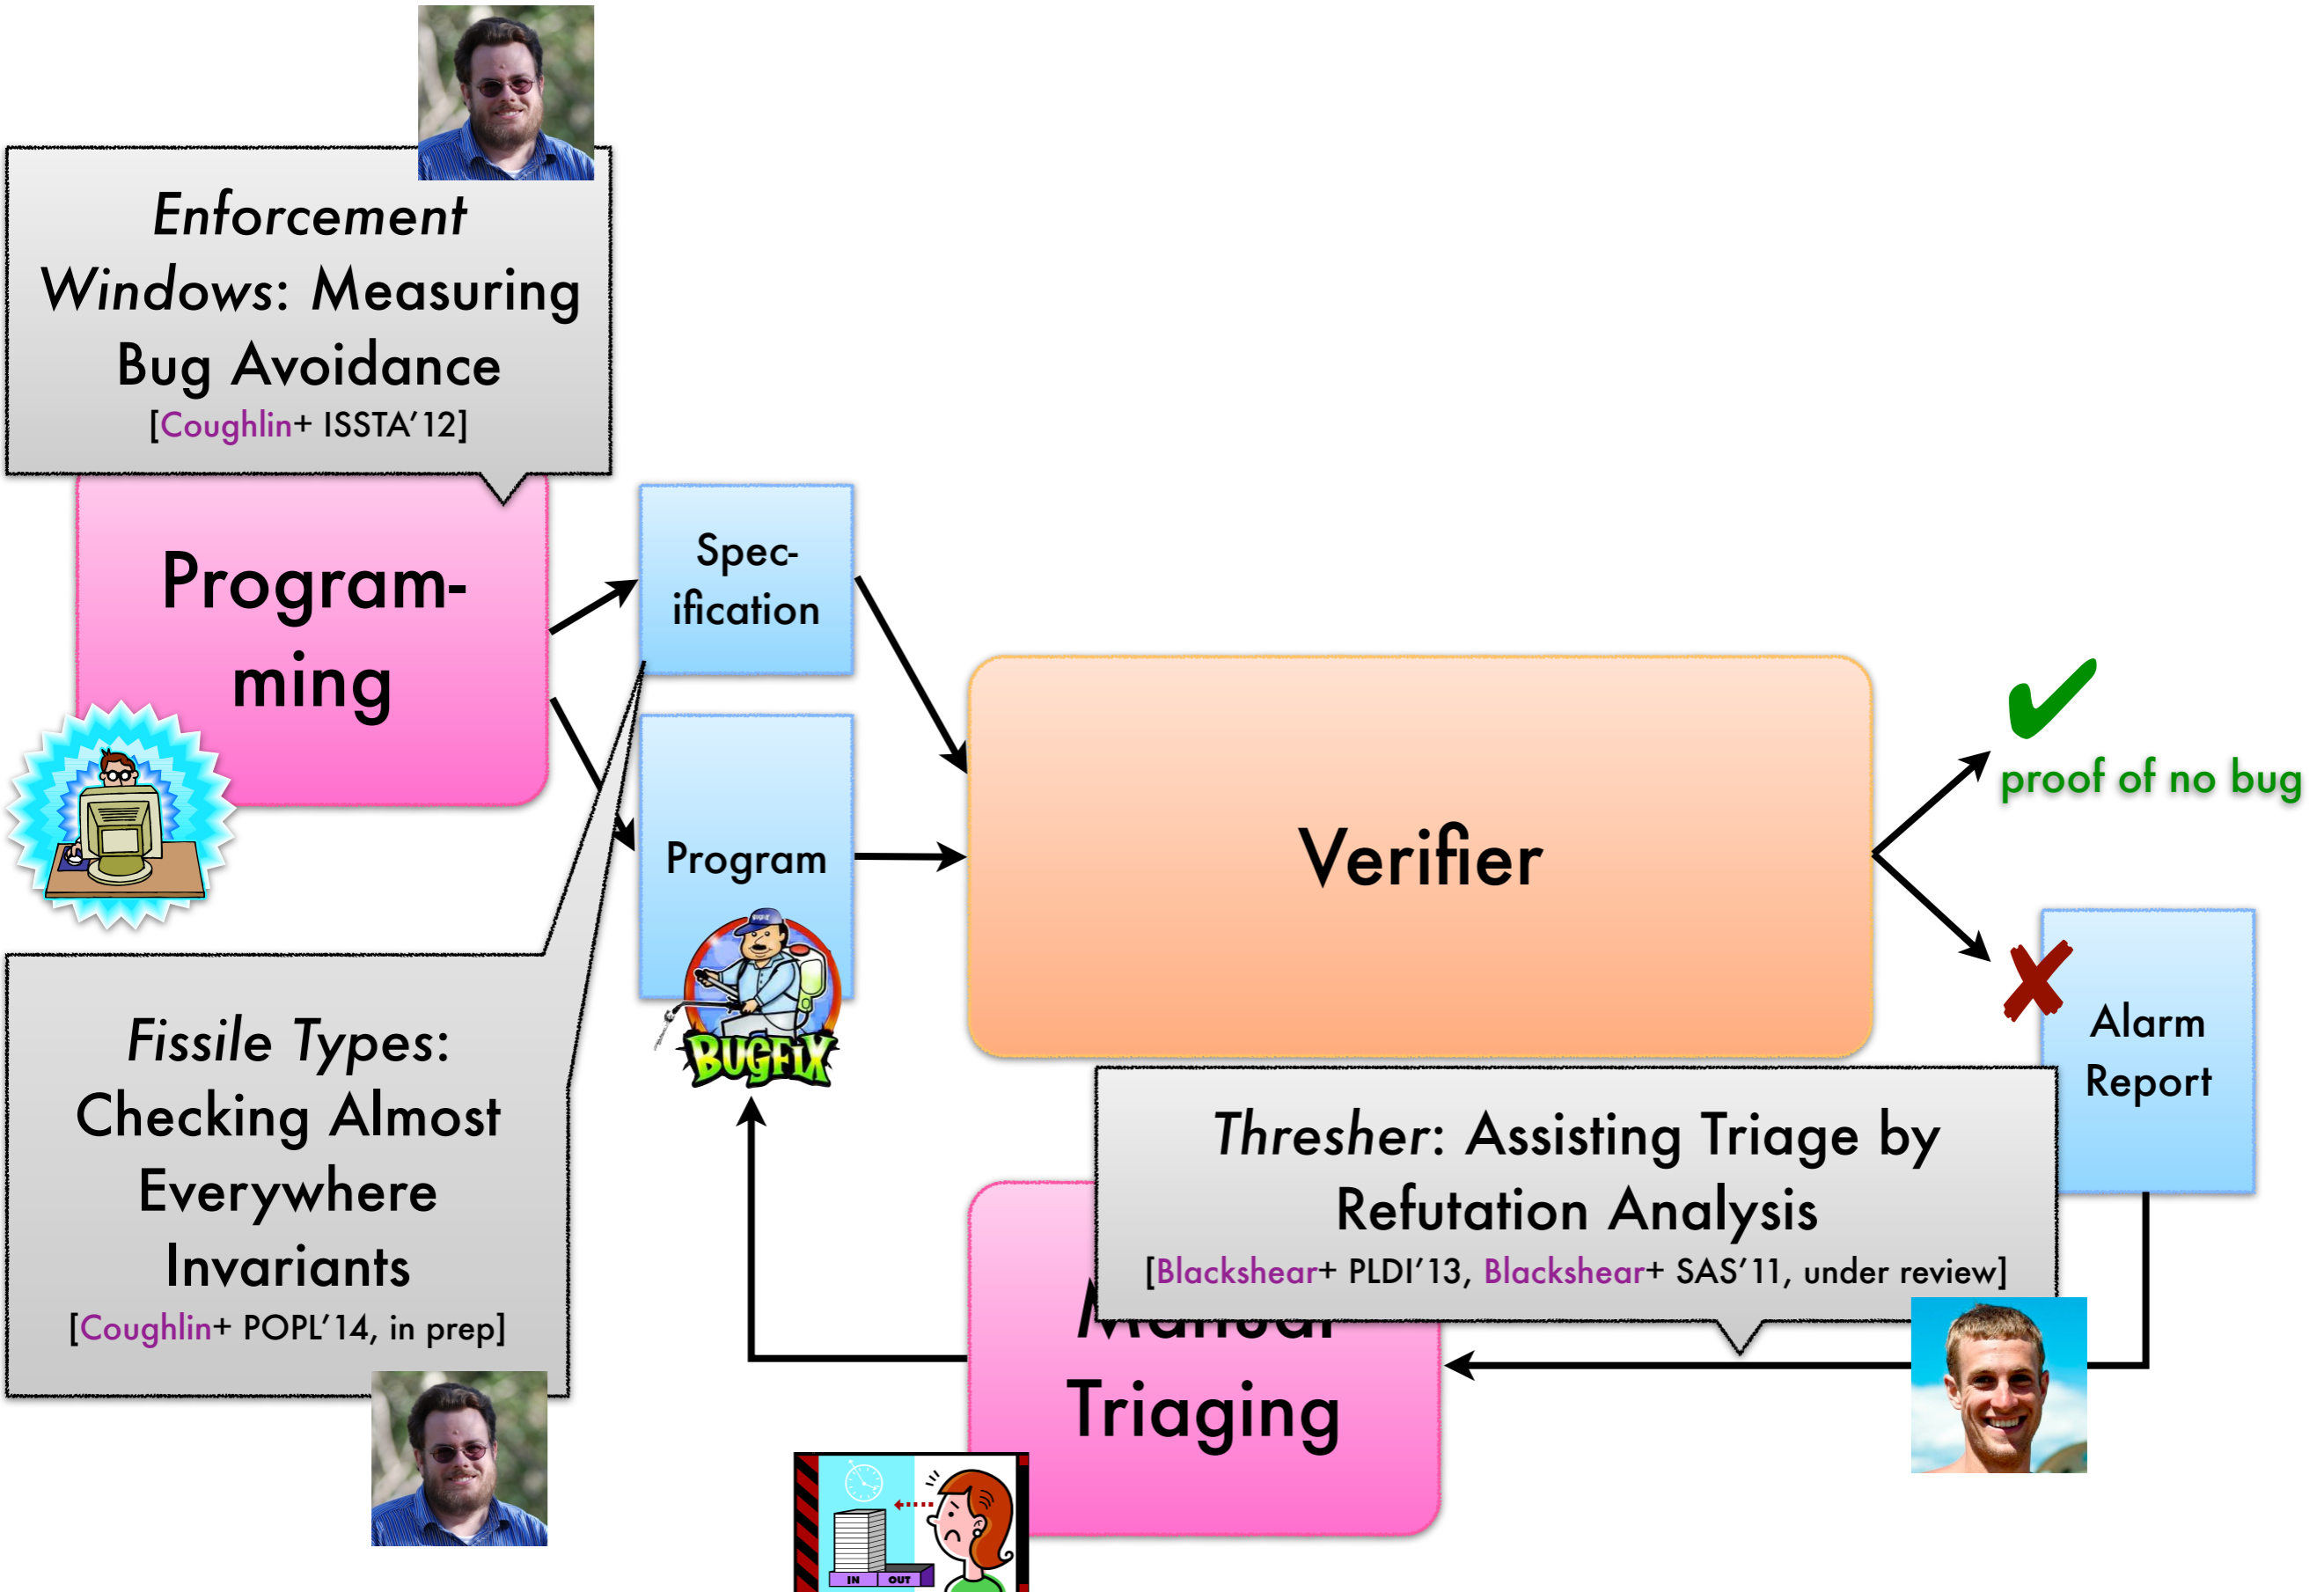 Enforcement
Windows: Measuring
Bug Avoidance
[Coughlin+ ISSTA’12]
Program-
ming
Spec-
ification
Program
BUGFIX
Verifier
proof of no bug
Alarm
Report
Fissile Types:
Checking Almost
Everywhere
Invariants
[Coughlin+ POPL’14, in prep]
Thresher: Assisting Triage by
Refutation Analysis
[Blackshear+ PLDI’13, Blackshear+ SAS’11, under review]
Manual
Triaging
IN OUT